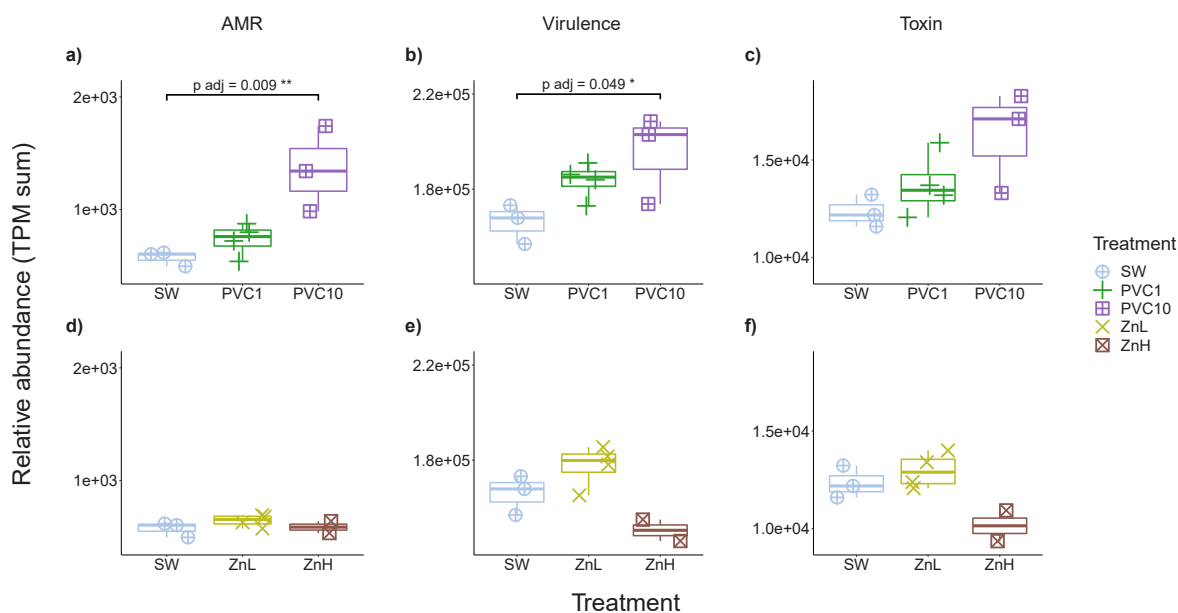 AMR
Virulence
Toxin
a)
b)
c)
p adj = 0.009 **
p adj = 0.049 *
2e+03
1e+03
2.2e+05
1.8e+05
1.5e+04
1.0e+04
SW PVC1 PVC10
SW PVC1 PVC10
SW PVC1 PVC10
Relative abundance (TPM sum)
Treatment
SW
PVC1
PVC10
ZnL
ZnH
d)
e)
f)
2e+03
1e+03
2.2e+05
1.8e+05
1.5e+04
1.0e+04
SW ZnL ZnH
SW ZnL ZnH
SW ZnL ZnH
Treatment